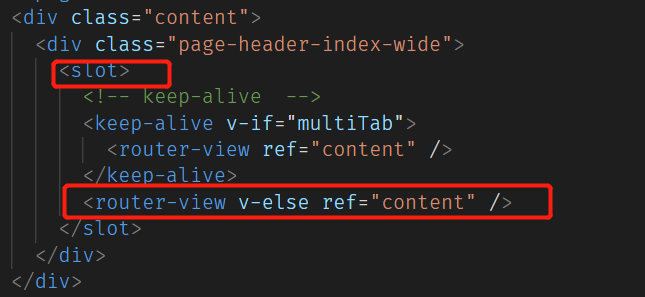 <div class="content">
<div class="page-header-index-wide">
<slot>
<!-- keep-alive -->
<keep-alive v-if="multiTab">
<router-view ref="content" />
</keep-alive>
<router-view v-else ref="content" />
</slot>
</div>
</div>